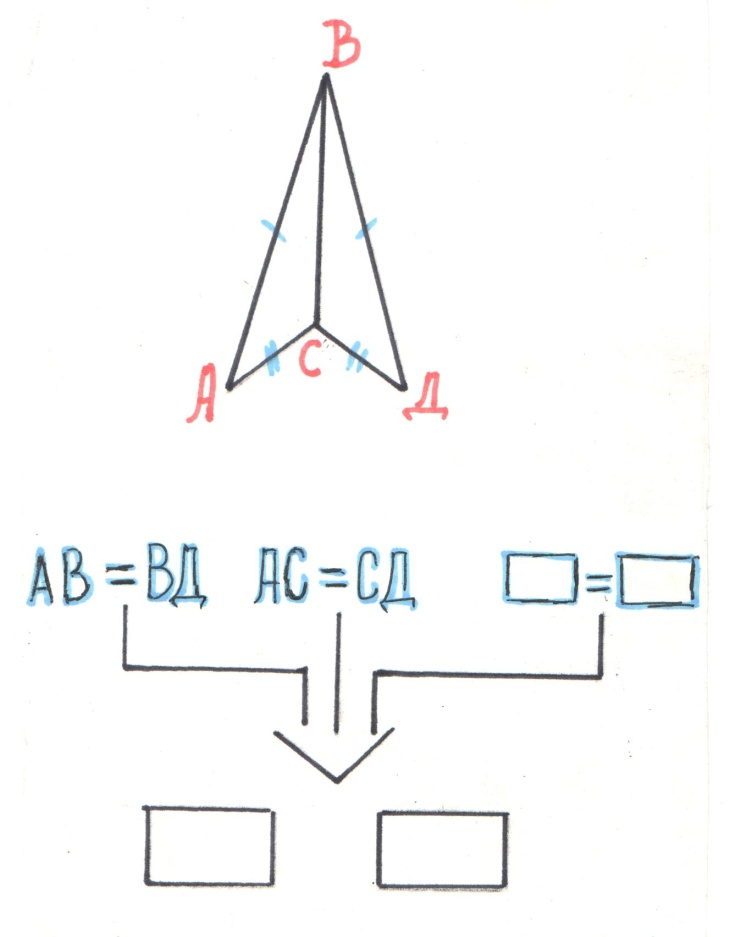 В
С
А Д
АВ = ВД АС = СД =